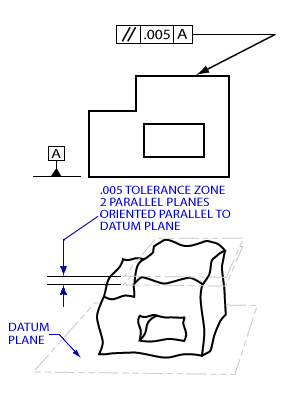 // .005 A
A
.005 TOLERANCE ZONE
2 PARALLEL PLANES
ORIENTED PARALLEL TO
DATUM PLANE
DATUM
PLANE